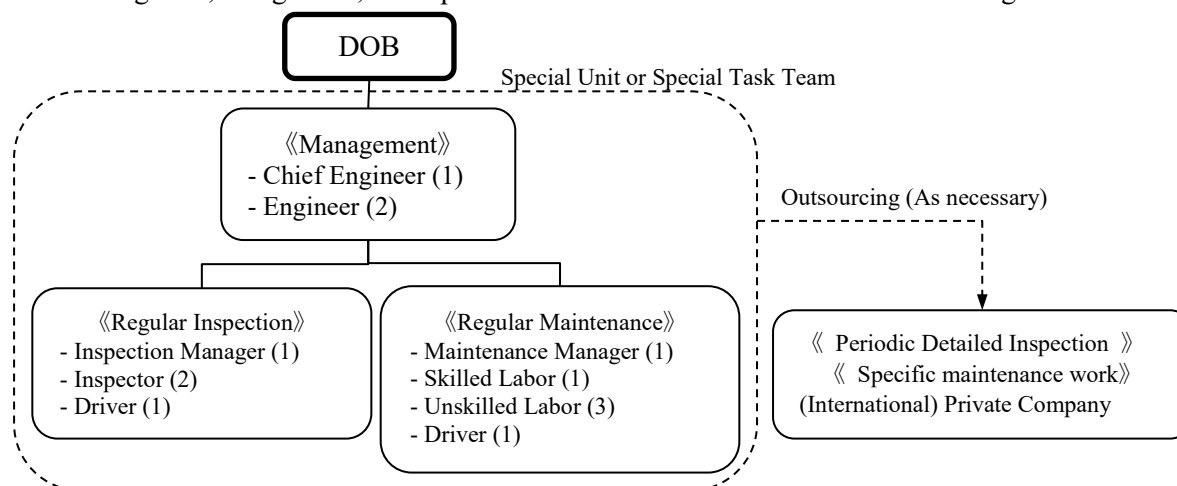 DOB
Special Unit or Special Task Team
《Management》
- Chief Engineer (1)
- Engineer (2)
Outsourcing (As necessary)
《Regular Inspection》
- Inspection Manager (1)
- Inspector (2)
- Driver (1)
《Regular Maintenance》
- Maintenance Manager (1)
- Skilled Labor (1)
- Unskilled Labor (3)
- Driver (1)
《 Periodic Detailed Inspection 》
《 Specific maintenance work》
(International) Private Company